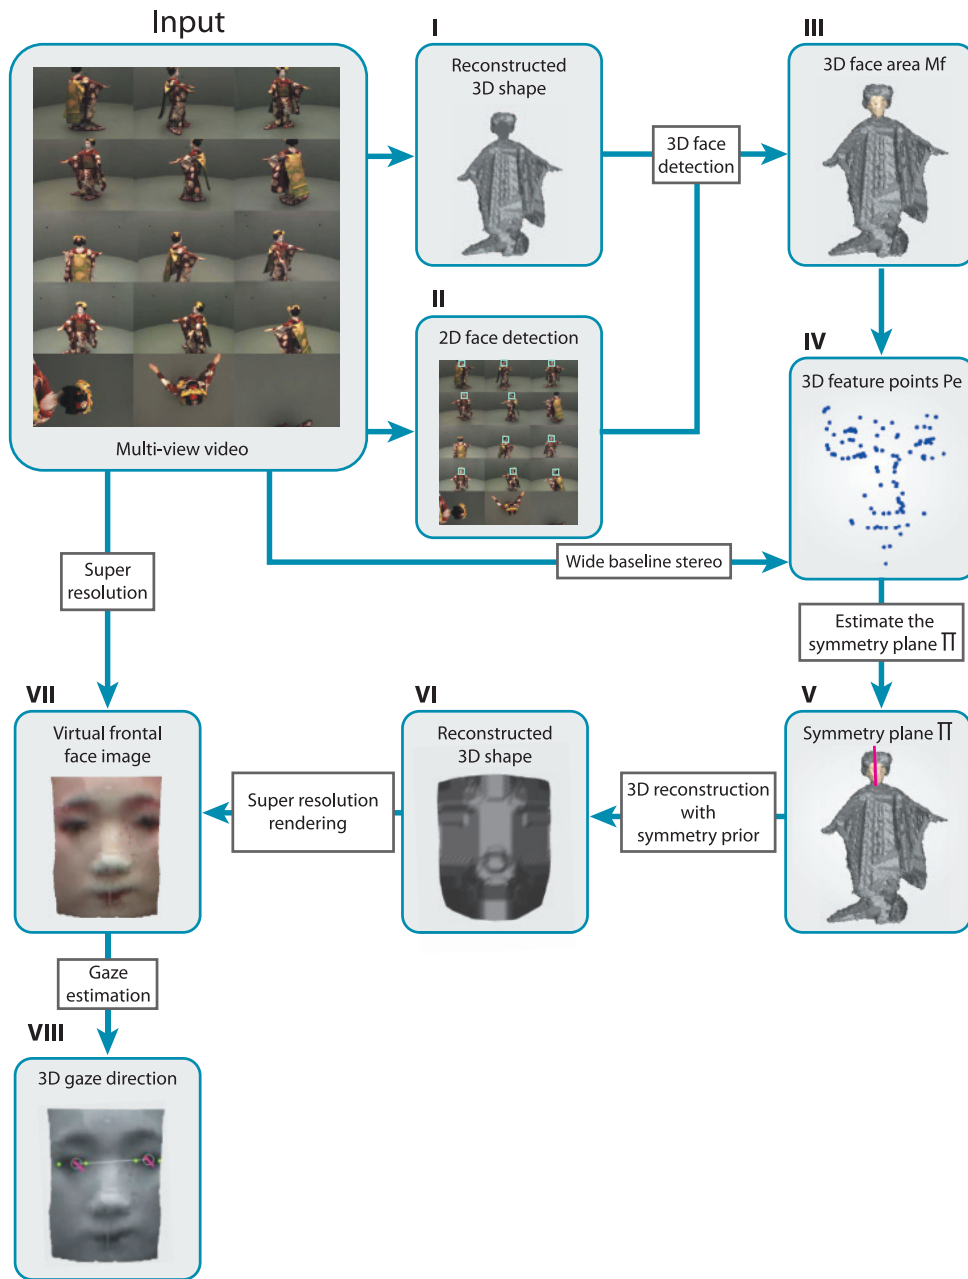 Input
Multi-view video
I
Reconstructed
3D shape
II
2D face detection
3D face
detection
III
3D face area Mf
IV
3D feature points Pe
Wide baseline stereo
Super
resolution
Estimate the
symmetry plane Π
V
Symmetry plane Π
3D reconstruction
with
symmetry prior
VI
Reconstructed
3D shape
Super resolution
rendering
VII
Virtual frontal
face image
Gaze
estimation
VIII
3D gaze direction